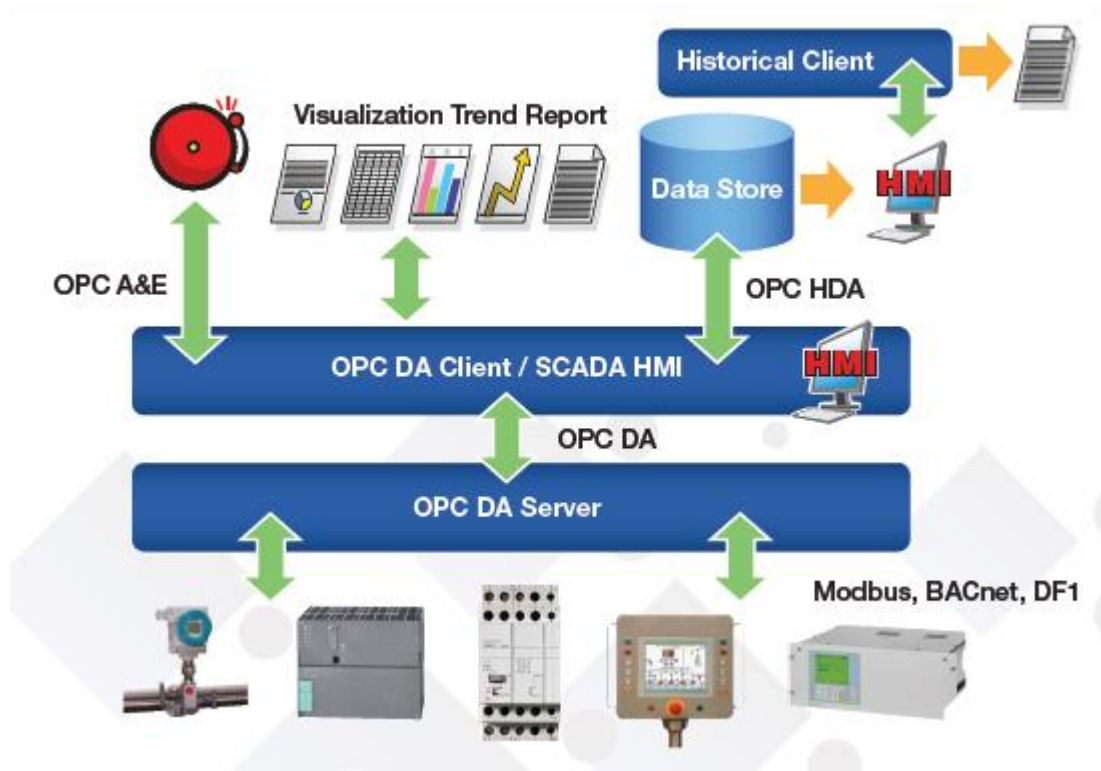 Historical Client
Visualization Trend Report
Data Store
HMI
OPC A&E
OPC HDA
OPC DA Client / SCADA HMI
HMI
OPC DA
OPC DA Server
Modbus, BACnet, DF1